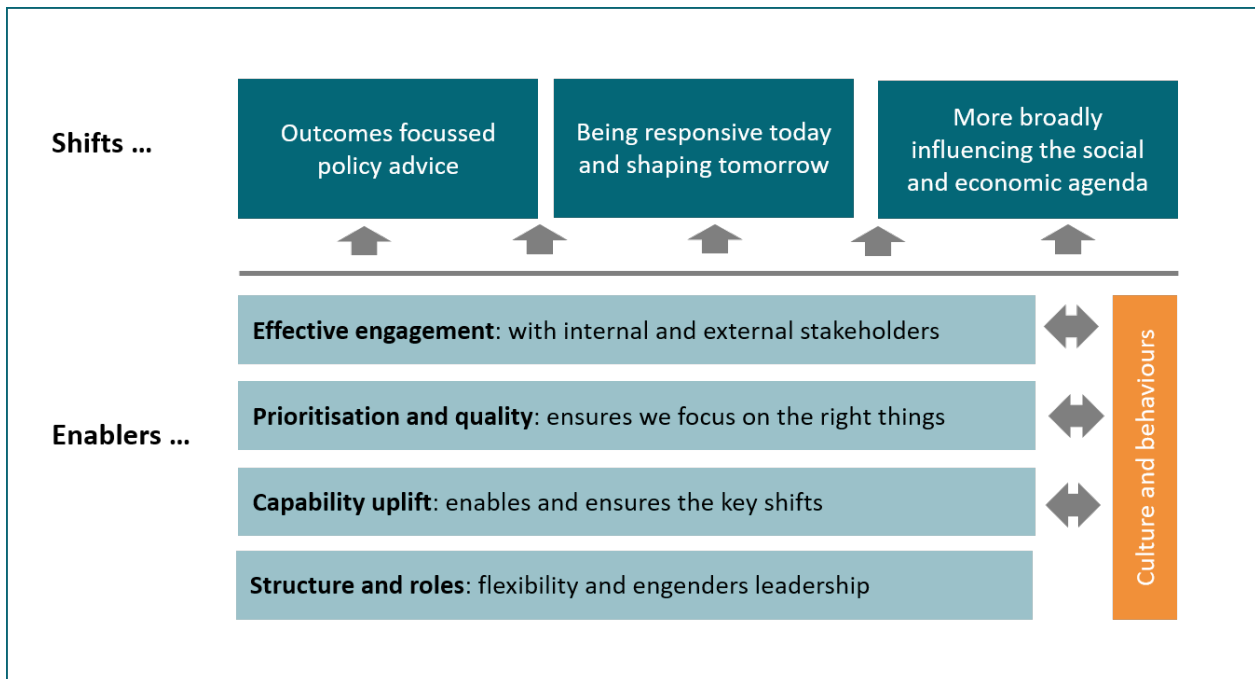 Shifts ...
Outcomes focussed
policy advice
Being responsive today
and shaping tomorrow
More broadly
influencing the social
and economic agenda
Enablers ...
Effective engagement: with internal and external stakeholders
Prioritisation and quality: ensures we focus on the right things
Capability uplift: enables and ensures the key shifts
Structure and roles: flexibility and engenders leadership
Culture and behaviours